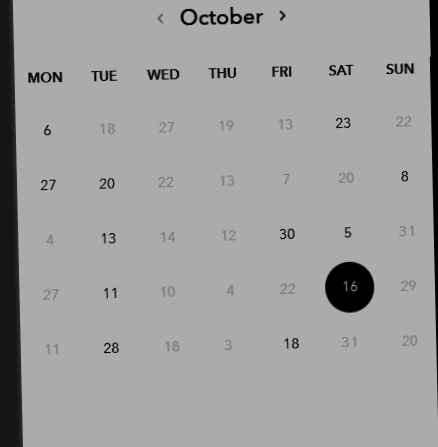 ‹ October ›
MON TUE WED THU FRI SAT SUN
6 18 27 19 13 23 22
27 20 22 13 7 20 8
4 13 14 12 30 5 31
27 11 10 4 22 16 29
11 28 18 3 18 31 20